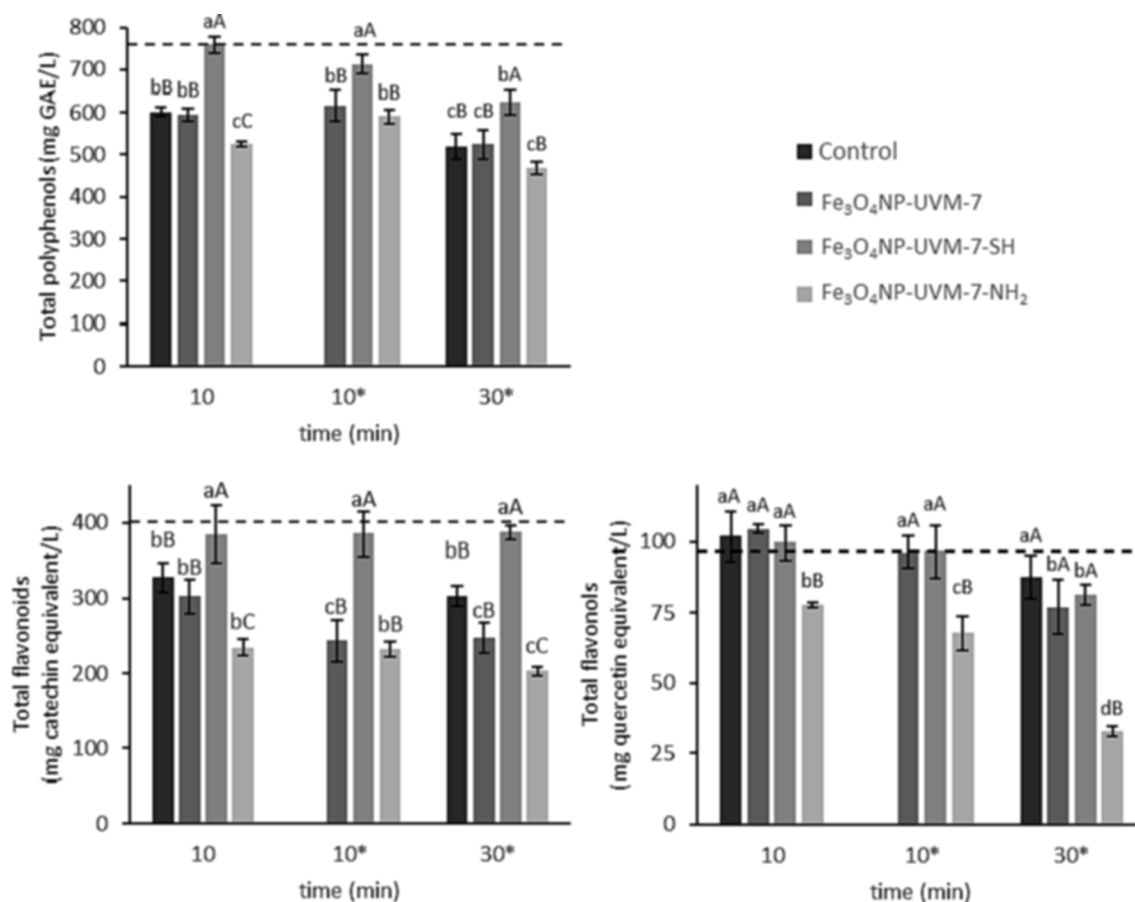 Total polyphenols (mg GAE/L)
800
700
600
500
400
300
200
100
0
bB bB aA cC
bB aA bB
cB cB bA cB
10 10* 30*
time (min)
Control
Fe₃O₄NP-UVM-7
Fe₃O₄NP-UVM-7-SH
Fe₃O₄NP-UVM-7-NH₂
Total flavonoids
(mg catechin equivalent/L)
400
300
200
100
0
bB bB aA bC
cB aA bB
bB cB aA cC
10 10* 30*
time (min)
Total flavonols
(mg quercetin equivalent/L)
100
75
50
25
0
aA aA aA bB
aA aA cB
aA bA bA dB
10 10* 30*
time (min)